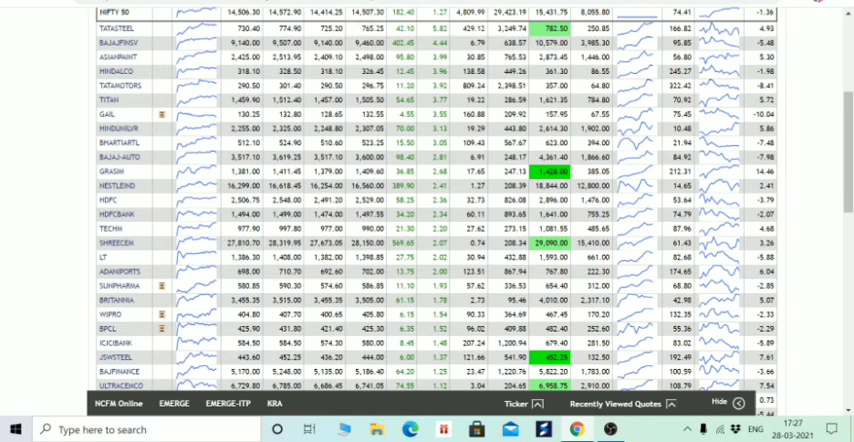 NIFTY 50 14,506.30 14,572.90 14,414.25 14,507.30 182.40 1.27 4,809.99 29,423.19 15,431.75 8,055.80 74.41 -1.36
TATASTEEL 730.40 774.90 725.20 765.25 42.10 5.82 429.12 3,249.74 782.50 250.85 166.82 4.93
BAJAJFINSV 9,140.00 9,507.00 9,140.00 9,460.00 402.45 4.44 6.79 638.57 10,579.00 3,985.30 95.85 -5.48
ASIANPAINT 2,425.00 2,513.95 2,409.10 2,498.00 95.80 3.99 30.85 765.53 2,873.45 1,446.00 56.80 5.30
HINDALCO 318.10 328.50 318.10 326.45 12.45 3.96 138.58 449.26 361.30 86.55 245.27 -1.98
TATAMOTORS 290.50 301.40 290.50 296.75 11.20 3.92 809.24 2,398.51 357.00 64.80 322.42 -8.41
TITAN 1,459.90 1,512.40 1,457.00 1,505.50 54.65 3.77 19.22 286.59 1,621.35 784.80 70.92 5.72
GAIL 130.25 132.80 128.65 132.55 4.55 3.55 160.88 209.92 157.95 67.55 75.45 -10.04
HINDUNILVR 2,255.00 2,325.00 2,248.80 2,307.05 70.00 3.13 19.29 443.80 2,614.30 1,902.00 10.48 5.86
BHARTIARTL 512.10 524.90 510.60 523.25 15.50 3.05 109.43 567.67 623.00 394.00 21.94 -7.48
BAJAJ-AUTO 3,517.10 3,619.25 3,517.10 3,600.00 98.40 2.81 6.91 248.17 4,361.40 1,866.60 84.92 -7.98
GRASIM 1,381.00 1,411.45 1,379.00 1,409.60 36.85 2.68 17.65 247.13 1,428.00 385.05 212.31 14.46
NESTLEIND 16,299.00 16,618.45 16,254.00 16,560.00 389.90 2.41 1.27 208.39 18,844.00 12,800.00 14.65 2.41
HDFC 2,506.75 2,548.00 2,491.20 2,529.00 58.25 2.36 32.73 826.08 2,896.00 1,476.00 53.64 -3.79
HDFCBANK 1,494.00 1,499.00 1,474.00 1,497.55 34.20 2.34 60.11 893.65 1,641.00 755.25 74.79 -2.07
TECHM 977.90 997.80 977.00 990.00 21.30 2.20 27.62 273.15 1,081.55 485.65 87.96 4.68
SHREECEM 27,810.70 28,319.95 27,673.05 28,150.00 569.65 2.07 0.74 208.34 29,090.00 15,410.00 61.43 3.26
LT 1,386.30 1,408.00 1,382.00 1,398.85 27.75 2.02 30.94 432.88 1,593.00 661.00 82.68 -5.88
ADANIPORTS 698.00 710.70 692.60 702.00 13.75 2.00 123.51 867.94 767.80 222.30 174.65 6.04
SUNPHARMA 580.85 590.30 574.60 586.85 11.10 1.93 57.62 336.53 654.40 312.00 68.80 -2.85
BRITANNIA 3,455.35 3,515.00 3,455.35 3,505.00 61.15 1.78 2.73 95.46 4,010.00 2,317.10 42.98 5.07
WIPRO 404.80 407.70 400.65 405.80 6.15 1.54 90.33 364.69 467.45 170.20 132.35 -2.33
BPCL 425.90 431.80 421.40 425.30 6.35 1.52 96.02 409.88 482.40 252.60 55.36 -2.29
ICICIBANK 584.50 584.50 574.30 580.00 8.45 1.48 207.24 1,200.94 679.40 281.50 83.02 -5.89
JSWSTEEL 443.60 452.25 436.20 444.00 6.00 1.37 121.66 541.90 452.25 132.50 192.49 7.61
BAJFINANCE 5,170.00 5,248.00 5,135.00 5,186.40 64.20 1.25 23.47 1,220.76 5,822.20 1,783.00 100.59 -3.66
ULTRACEMCO 6,729.80 6,785.00 6,686.45 6,741.05 74.55 1.12 3.04 204.65 6,958.75 2,910.00 108.79 7.54
NCFM Online EMERGE EMERGE-ITP KRA Ticker Recently Viewed Quotes Hide 0.73
Type here to search ENG 17:27
28-03-2021